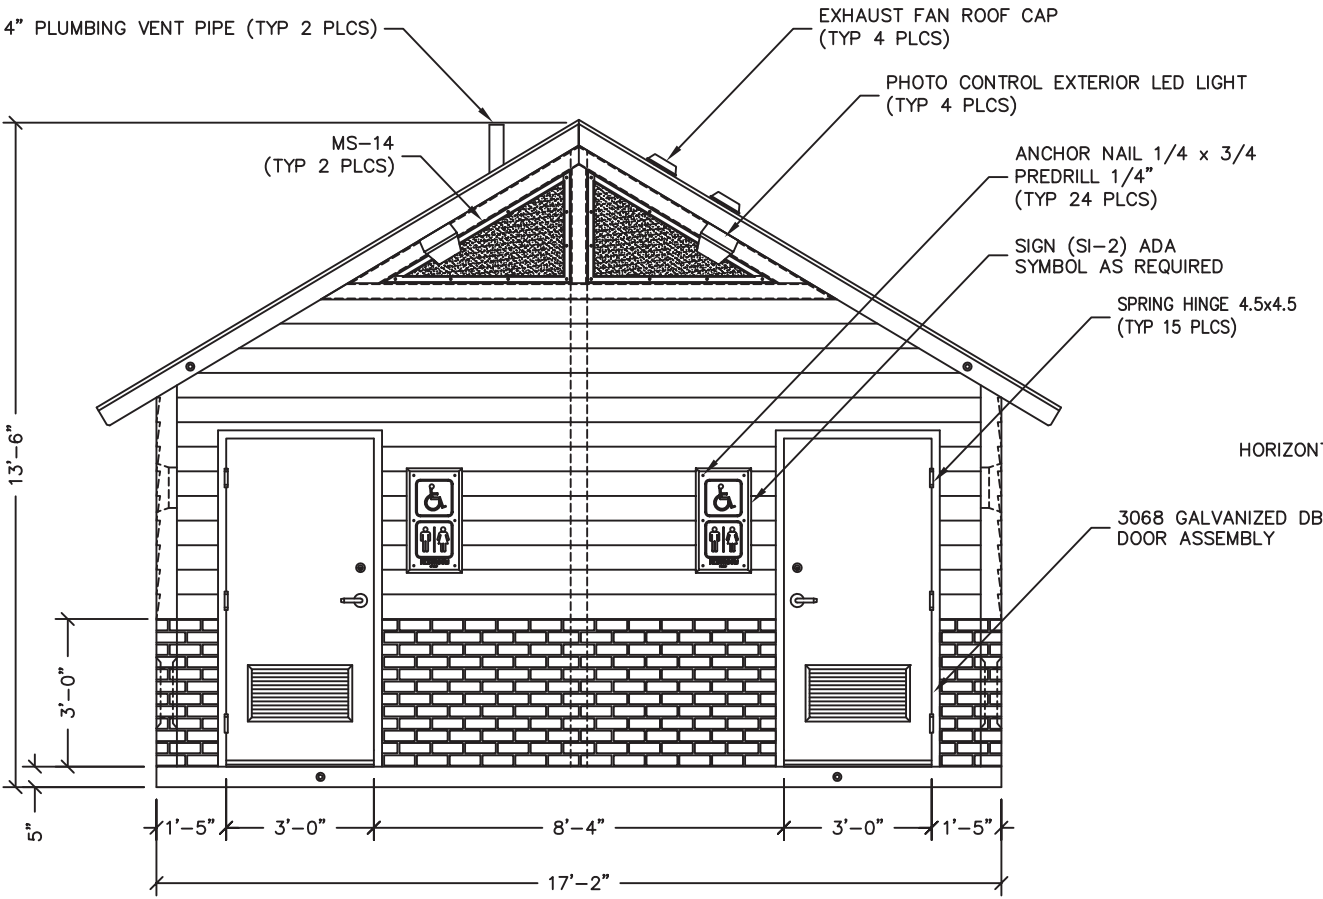 4” PLUMBING VENT PIPE (TYP 2 PLCS)
EXHAUST FAN ROOF CAP
(TYP 4 PLCS)
PHOTO CONTROL EXTERIOR LED LIGHT
(TYP 4 PLCS)
MS-14
(TYP 2 PLCS)
ANCHOR NAIL 1/4 x 3/4
PREDRILL 1/4”
(TYP 24 PLCS)
SIGN (SI-2) ADA
SYMBOL AS REQUIRED
SPRING HINGE 4.5x4.5
(TYP 15 PLCS)
13'-6”
HORIZON
3068 GALVANIZED DB
DOOR ASSEMBLY
3'-0”
5”
1'-5”
3'-0”
8'-4”
3'-0”
1'-5”
17'-2”